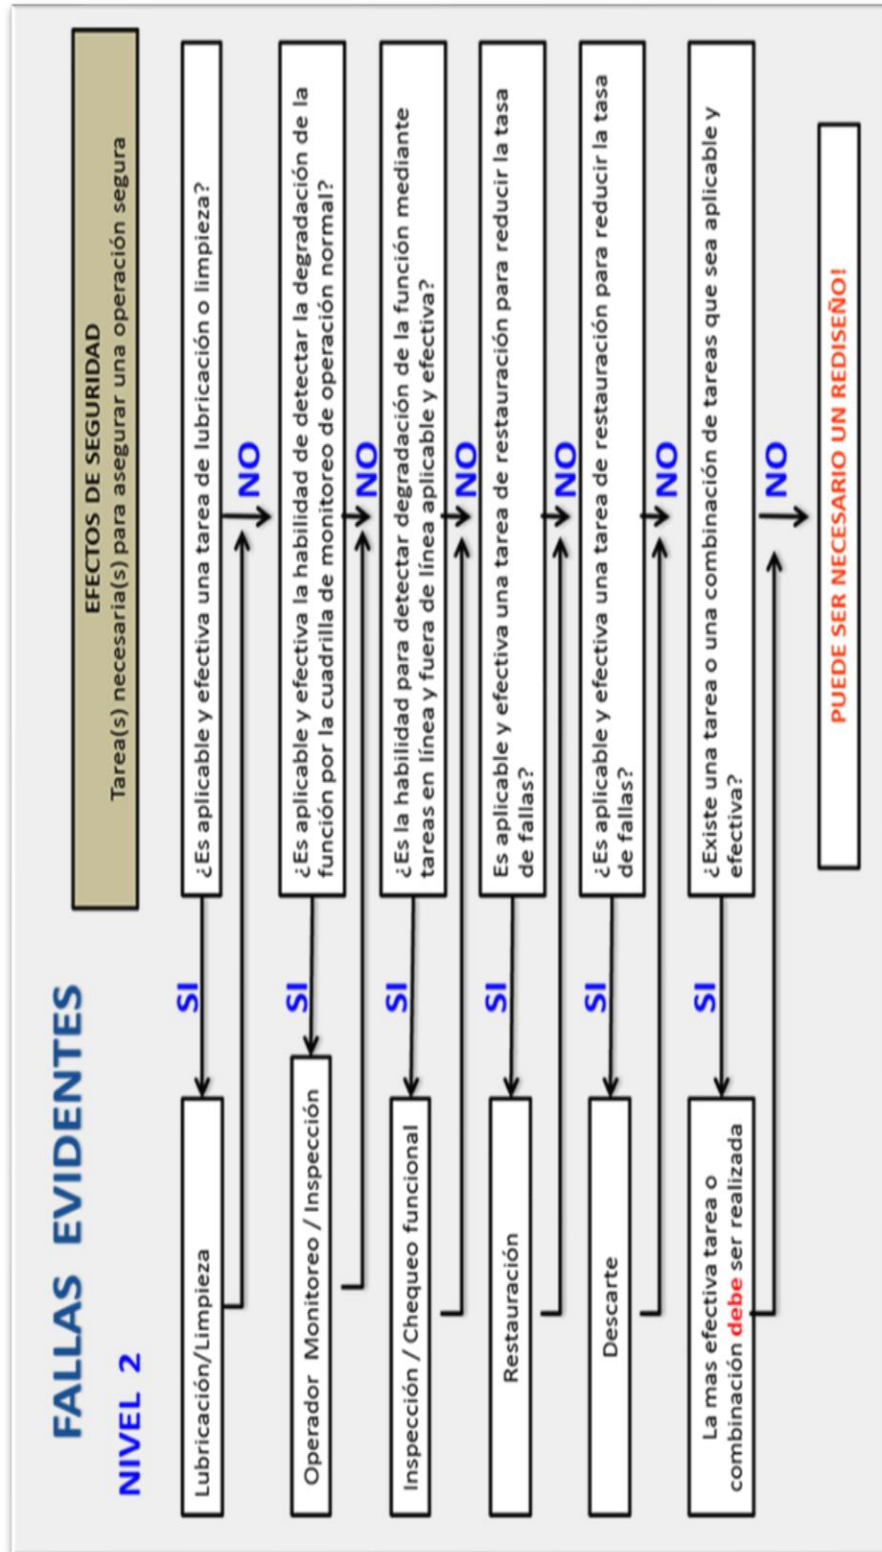 FALLAS EVIDENTES
NIVEL 2
EFECTOS DE SEGURIDAD
Tarea(s) necesaria(s) para asegurar una operación segura
¿Es aplicable y efectiva una tarea de lubricación o limpieza?
SI
Lubricación/Limpieza
NO
¿Es aplicable y efectiva la habilidad de detectar la degradación de la
función por la cuadrilla de monitoreo de operación normal?
SI
Operador Monitoreo / Inspección
NO
¿Es la habilidad para detectar degradación de la función mediante
tareas en línea y fuera de línea aplicable y efectiva?
SI
Inspección / Chequeo funcional
NO
Es aplicable y efectiva una tarea de restauración para reducir la tasa
de fallas?
SI
Restauración
NO
¿Es aplicable y efectiva una tarea de restauración para reducir la tasa
de fallas?
SI
Descarte
NO
¿Existe una tarea o una combinación de tareas que sea aplicable y
efectiva?
SI
La mas efectiva tarea o
combinación debe ser realizada
NO
PUEDE SER NECESARIO UN REDISEÑO!